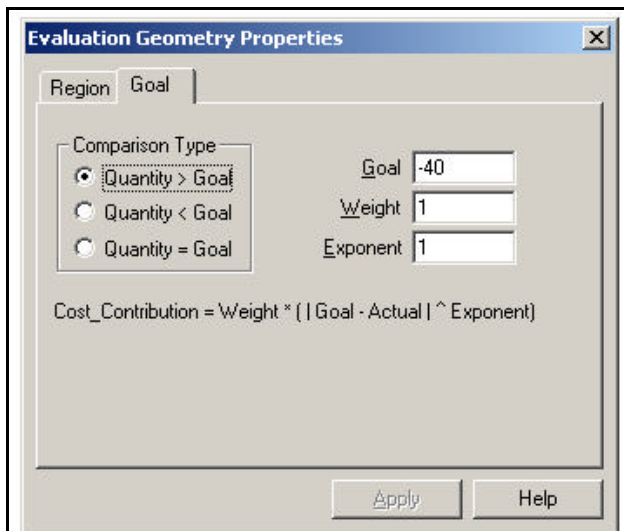 Evaluation Geometry Properties
Region
Goal
Comparison Type
Quantity > Goal
Quantity < Goal
Quantity = Goal
Goal -40
Weight 1
Exponent 1
Cost_Contribution = Weight * ( | Goal - Actual | ^ Exponent)
Apply
Help